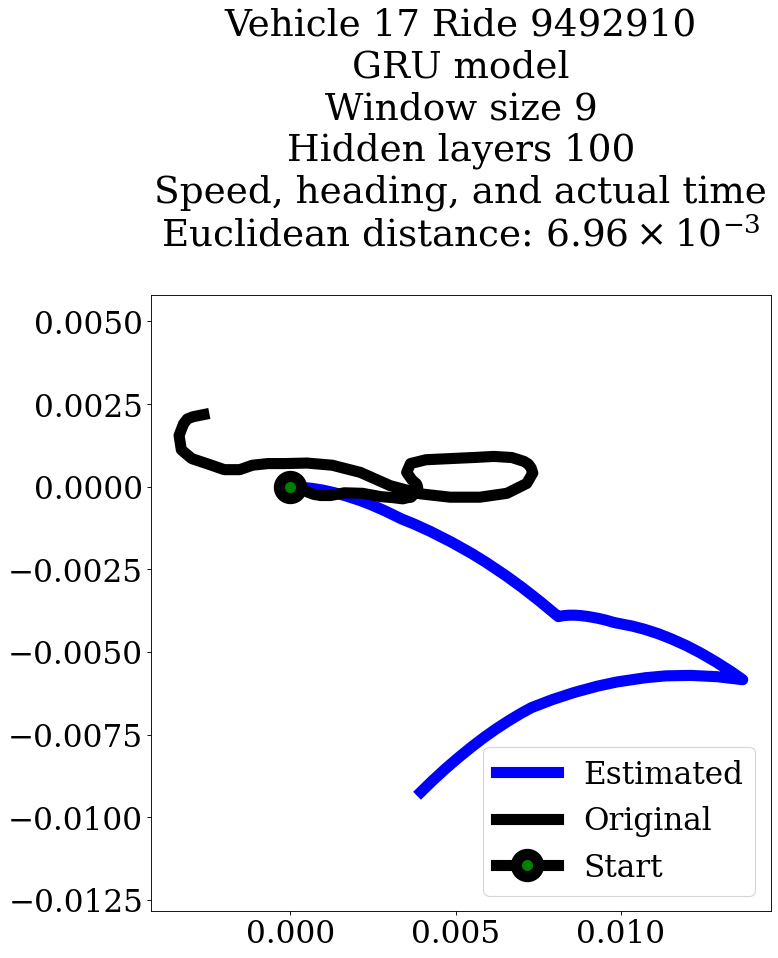 Vehicle 17 Ride 9492910
GRU model
Window size 9
Hidden layers 100
Speed, heading, and actual time
Euclidean distance: 6.96 × 10⁻³
0.0050
0.0025
0.0000
−0.0025
−0.0050
−0.0075
−0.0100
−0.0125
Estimated
Original
Start
0.000 0.005 0.010